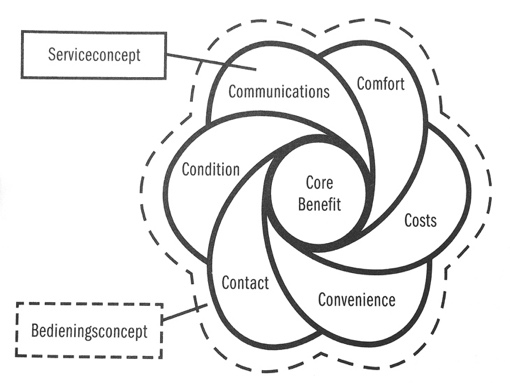 Serviceconcept
Communications
Comfort
Condition
Core
Benefit
Costs
Contact
Convenience
Bedieningsconcept